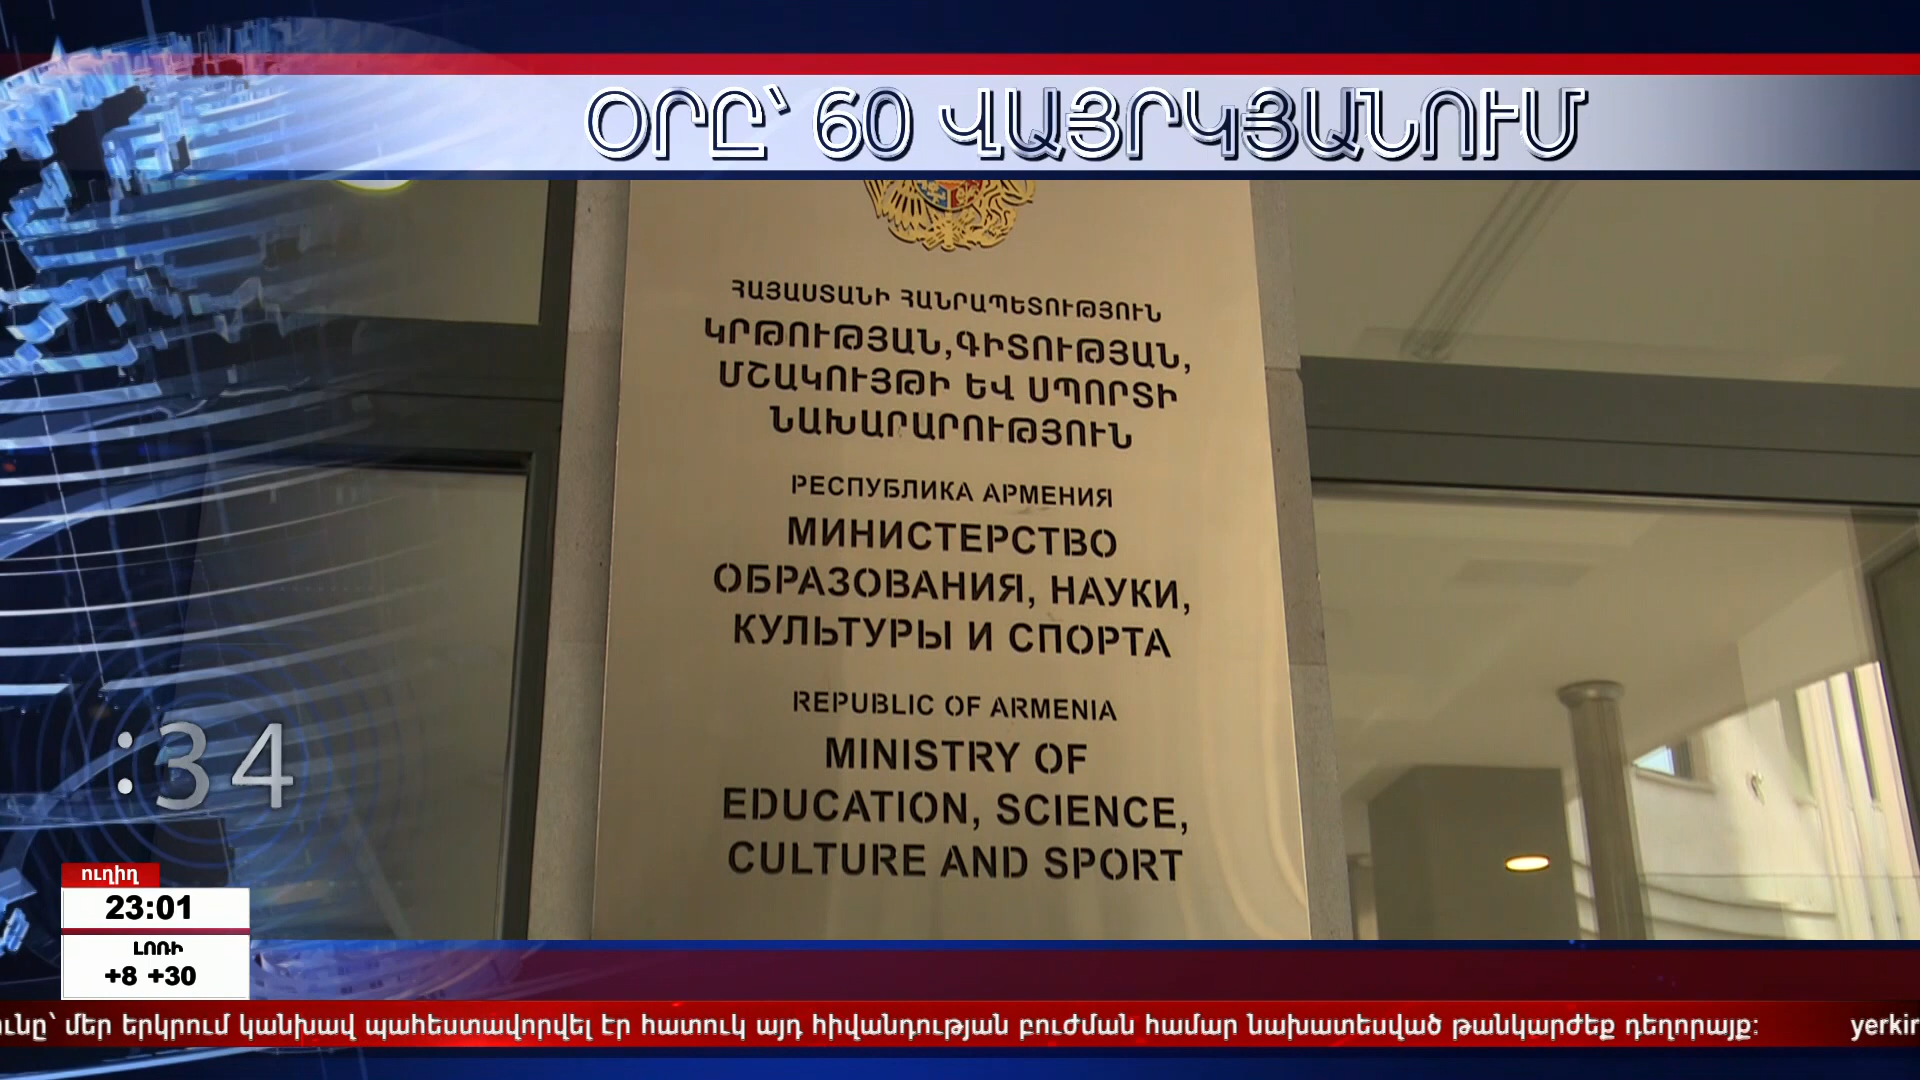 ՕՐԸ՝ 60 ՎԱՅՐԿՅԱՆՈՒՄ
ՀԱՅԱՍՏԱՆԻ ՀԱՆՐԱՊԵՏՈՒԹՅՈՒՆ
ԿՐԹՈՒԹՅԱՆ,ԳԻՏՈՒԹՅԱՆ,
ՄՇԱԿՈՒՅԹԻ ԵՎ ՍՊՈՐՏԻ
ՆԱԽԱՐԱՐՈՒԹՅՈՒՆ
РЕСПУБЛИКА АРМЕНИЯ
МИНИСТЕРСТВО
ОБРАЗОВАНИЯ, НАУКИ,
КУЛЬТУРЫ И СПОРТА
REPUBLIC OF ARMENIA
MINISTRY OF
EDUCATION, SCIENCE,
CULTURE AND SPORT
:34
ուղիղ
23:01
ԼՈՌԻ
+8 +30
մեր երկրում կանխավ պահեստավորվել էր հատուկ այդ հիվանդության բուժման համար նախատեսված թանկարժեք դեղորայք: